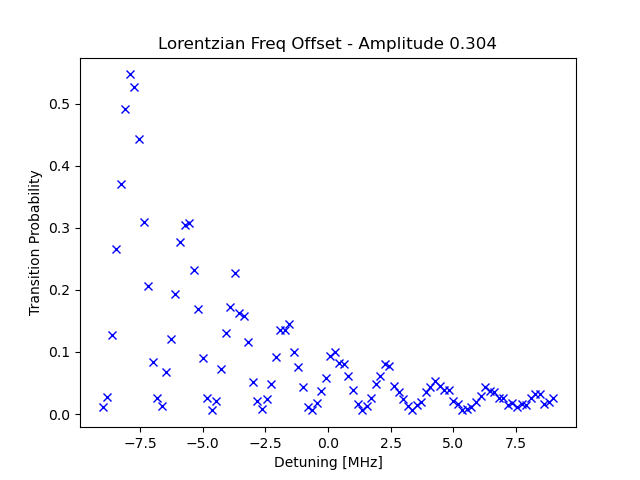 Lorentzian Freq Offset - Amplitude 0.304
Transition Probability
0.5
0.4
0.3
0.2
0.1
0.0
−7.5 −5.0 −2.5 0.0 2.5 5.0 7.5
Detuning [MHz]